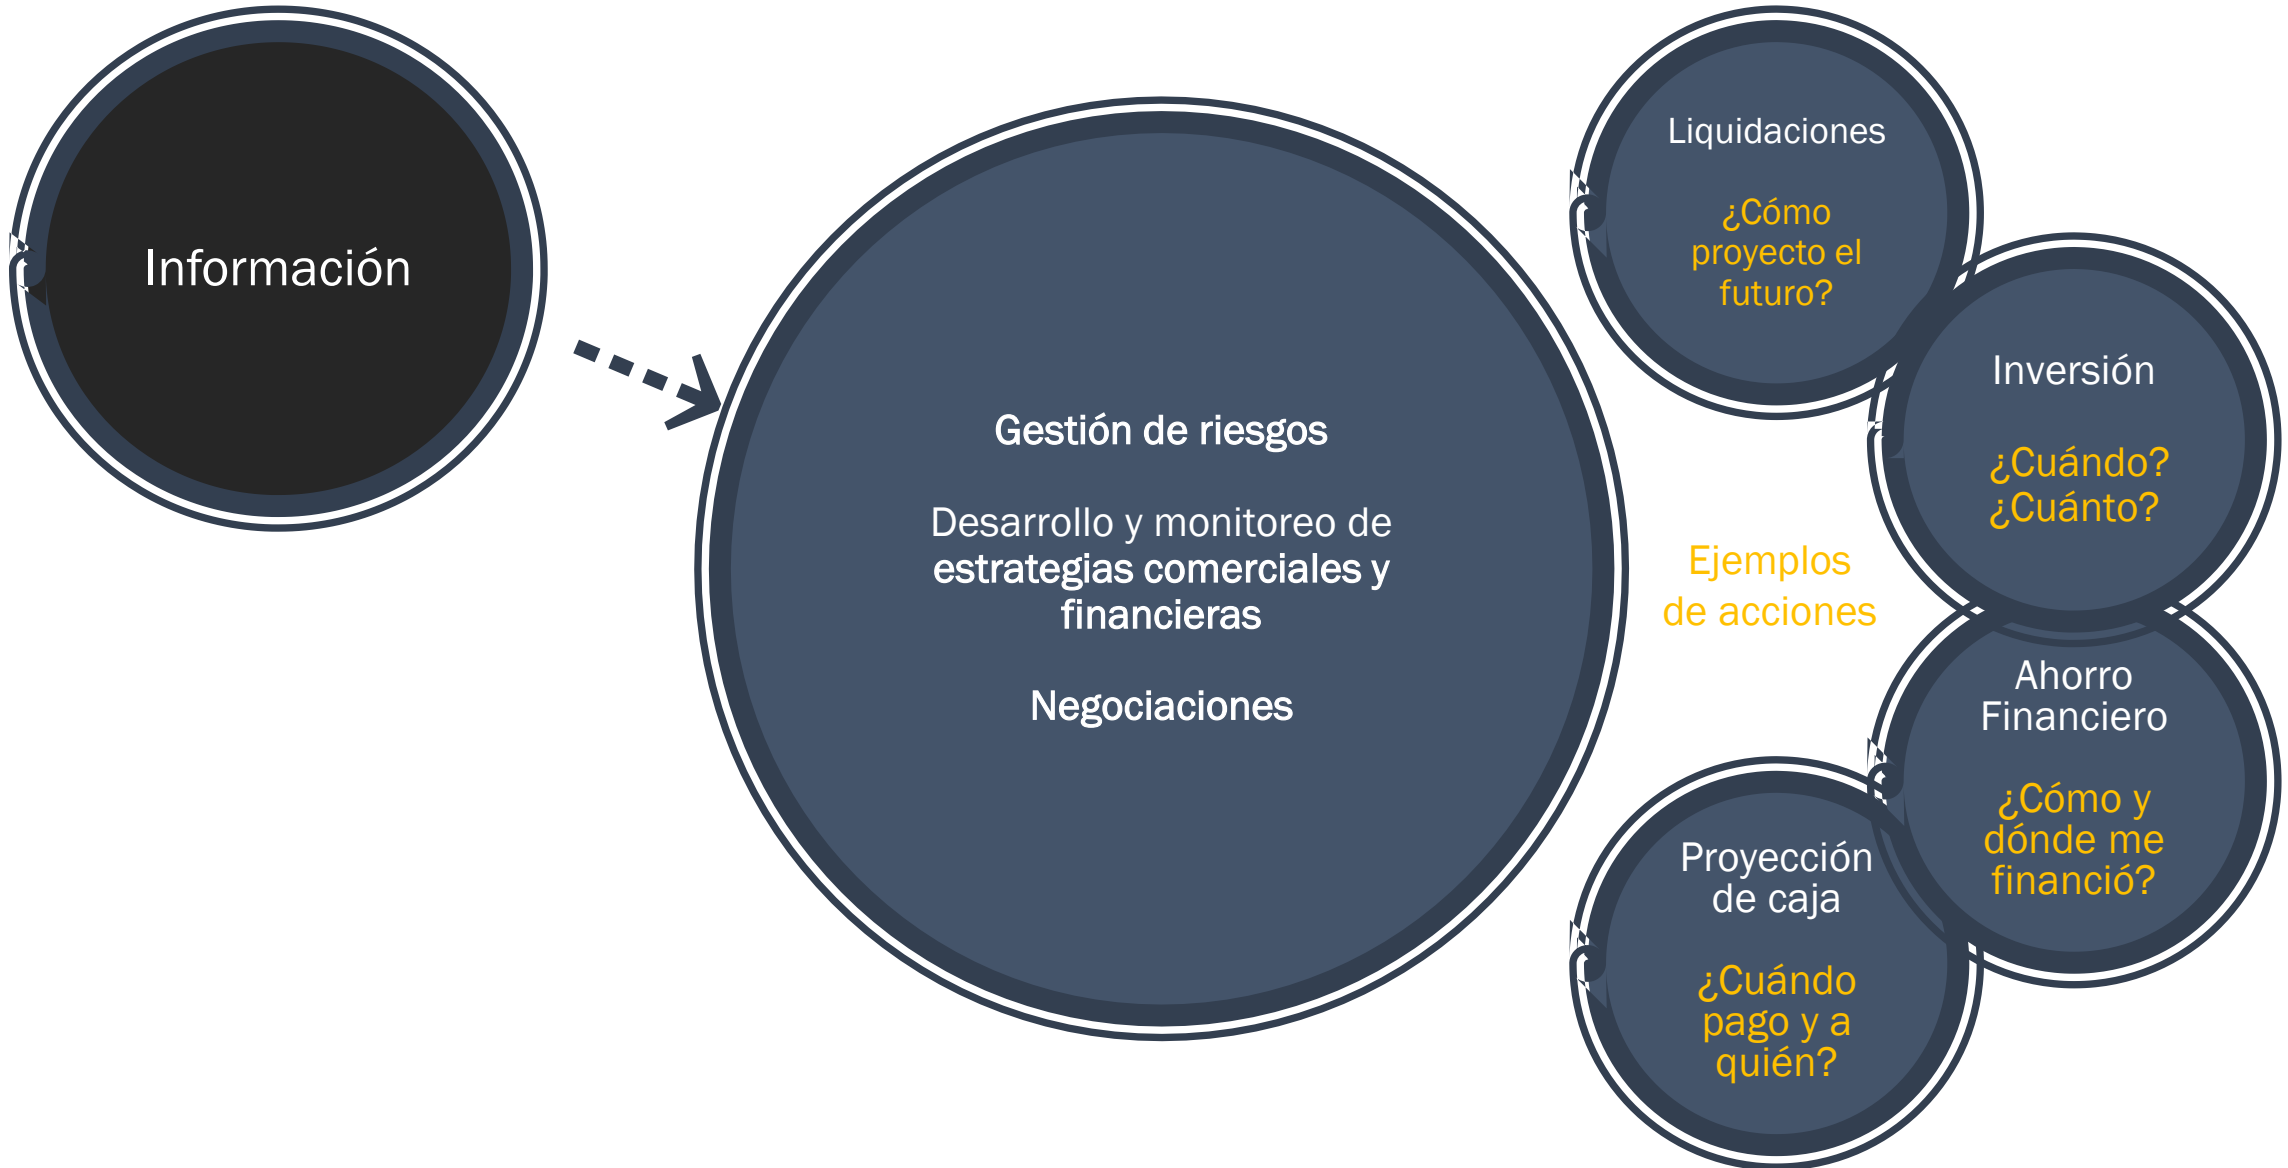 Información
Gestión de riesgos
Desarrollo y monitoreo de
estrategias comerciales y
financieras
Negociaciones
Ejemplos
de acciones
Liquidaciones
¿Cómo
proyecto el
futuro?
Inversión
¿Cuándo?
¿Cuánto?
Ahorro
Financiero
¿Cómo y
dónde me
financió?
Proyección
de caja
¿Cuándo
pago y a
quién?